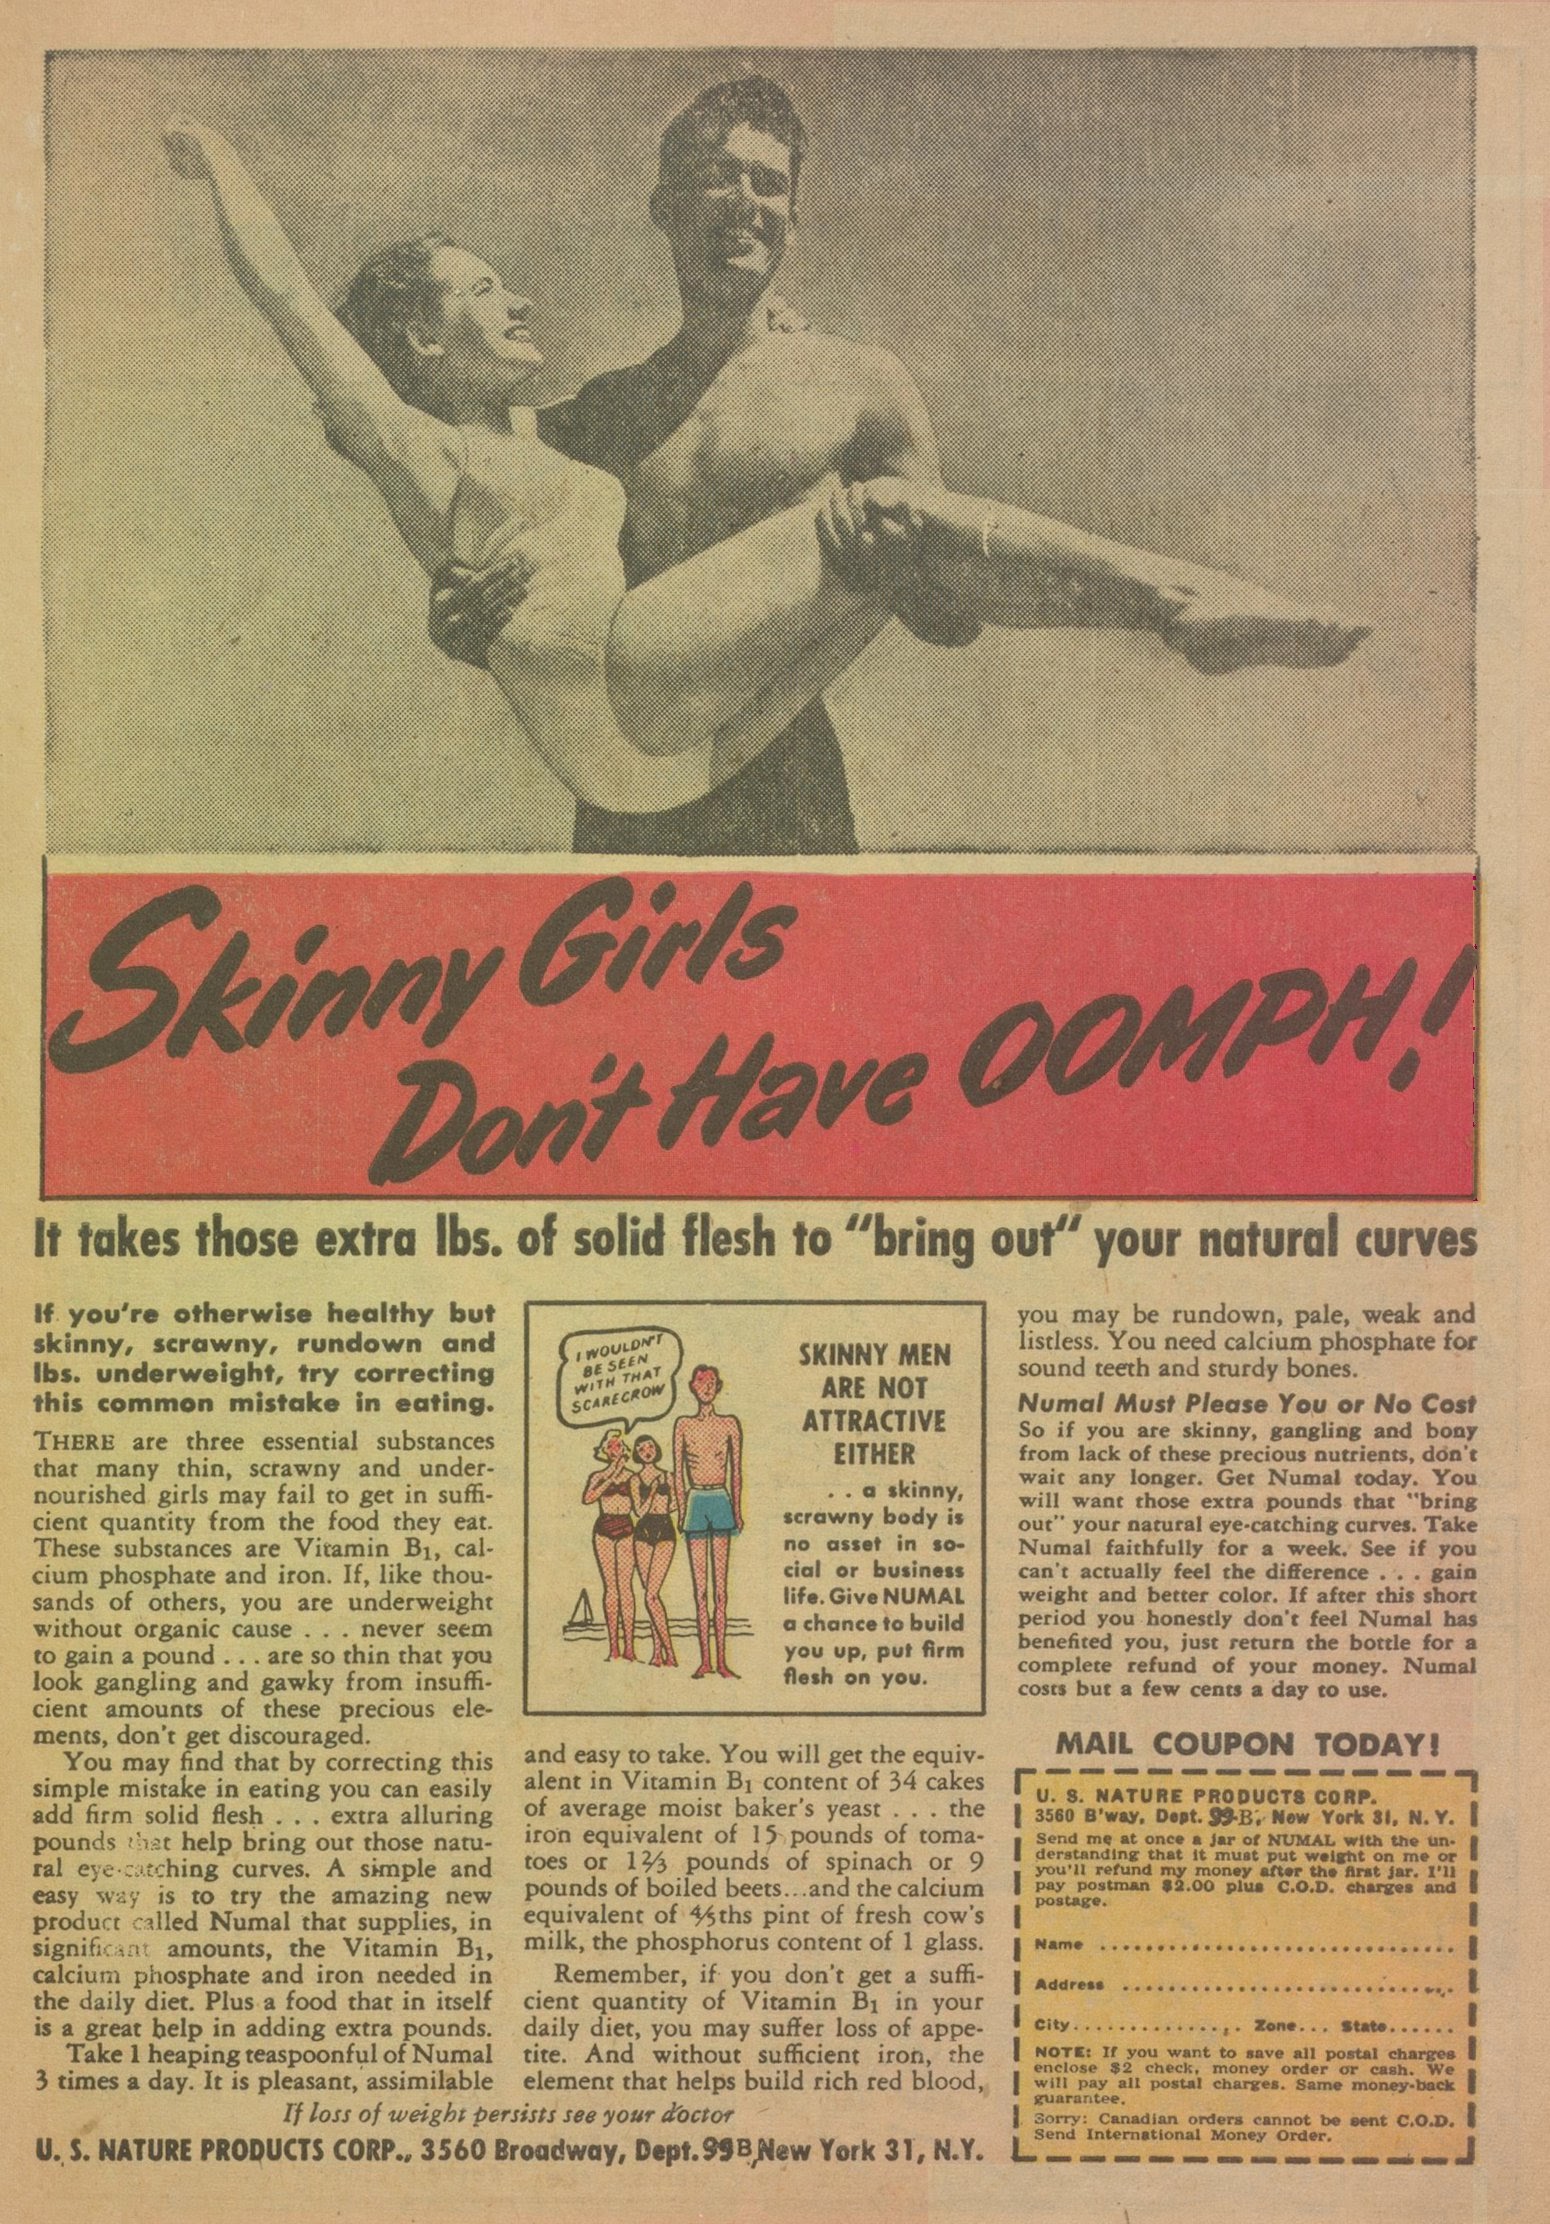 Skinny Girls
Don't Have OOMPH!
It takes those extra lbs. of solid flesh to "bring out" your natural curves
If you're otherwise healthy but
skinny, scrawny, rundown and
lbs. underweight, try correcting
this common mistake in eating.
THERE are three essential substances
that many thin, scrawny and under-
nourished girls may fail to get in suffi-
cient quantity from the food they eat.
These substances are Vitamin B1, cal-
cium phosphate and iron. If, like thou-
sands of others, you are underweight
without organic cause . . . never seem
to gain a pound . . . are so thin that you
look gangling and gawky from insuffi-
cient amounts of these precious ele-
ments, don't get discouraged.
You may find that by correcting this
simple mistake in eating you can easily
add firm solid flesh . . . extra alluring
pounds that help bring out those natu-
ral eye-catching curves. A simple and
easy way is to try the amazing new
product called Numal that supplies, in
significant amounts, the Vitamin B1,
calcium phosphate and iron needed in
the daily diet. Plus a food that in itself
is a great help in adding extra pounds.
Take 1 heaping teaspoonful of Numal
3 times a day. It is pleasant, assimilable
I WOULDN'T
BE SEEN
WITH THAT
SCARECROW
SKINNY MEN
ARE NOT
ATTRACTIVE
EITHER
. . a skinny,
scrawny body is
no asset in so-
cial or business
life. Give NUMAL
a chance to build
you up, put firm
flesh on you.
and easy to take. You will get the equiv-
alent in Vitamin B1 content of 34 cakes
of average moist baker's yeast . . . the
iron equivalent of 15 pounds of toma-
toes or 1⅔ pounds of spinach or 9
pounds of boiled beets...and the calcium
equivalent of ⅘ths pint of fresh cow's
milk, the phosphorus content of 1 glass.
Remember, if you don't get a suffi-
cient quantity of Vitamin B1 in your
daily diet, you may suffer loss of appe-
tite. And without sufficient iron, the
element that helps build rich red blood,
you may be rundown, pale, weak and
listless. You need calcium phosphate for
sound teeth and sturdy bones.
Numal Must Please You or No Cost
So if you are skinny, gangling and bony
from lack of these precious nutrients, don't
wait any longer. Get Numal today. You
will want those extra pounds that "bring
out" your natural eye-catching curves. Take
Numal faithfully for a week. See if you
can't actually feel the difference . . . gain
weight and better color. If after this short
period you honestly don't feel Numal has
benefited you, just return the bottle for a
complete refund of your money. Numal
costs but a few cents a day to use.
MAIL COUPON TODAY!
U. S. NATURE PRODUCTS CORP.
3560 B'way, Dept. 99-B, New York 31, N. Y.
Send me at once a jar of NUMAL with the un-
derstanding that it must put weight on me or
you'll refund my money after the first jar. I'll
pay postman $2.00 plus C.O.D. charges and
postage.
Name ..................................
Address ..............................
City............... Zone... State......
NOTE: If you want to save all postal charges
enclose $2 check, money order or cash. We
will pay all postal charges. Same money-back
guarantee.
Sorry: Canadian orders cannot be sent C.O.D.
Send International Money Order.
If loss of weight persists see your doctor
U. S. NATURE PRODUCTS CORP., 3560 Broadway, Dept. 99B, New York 31, N.Y.